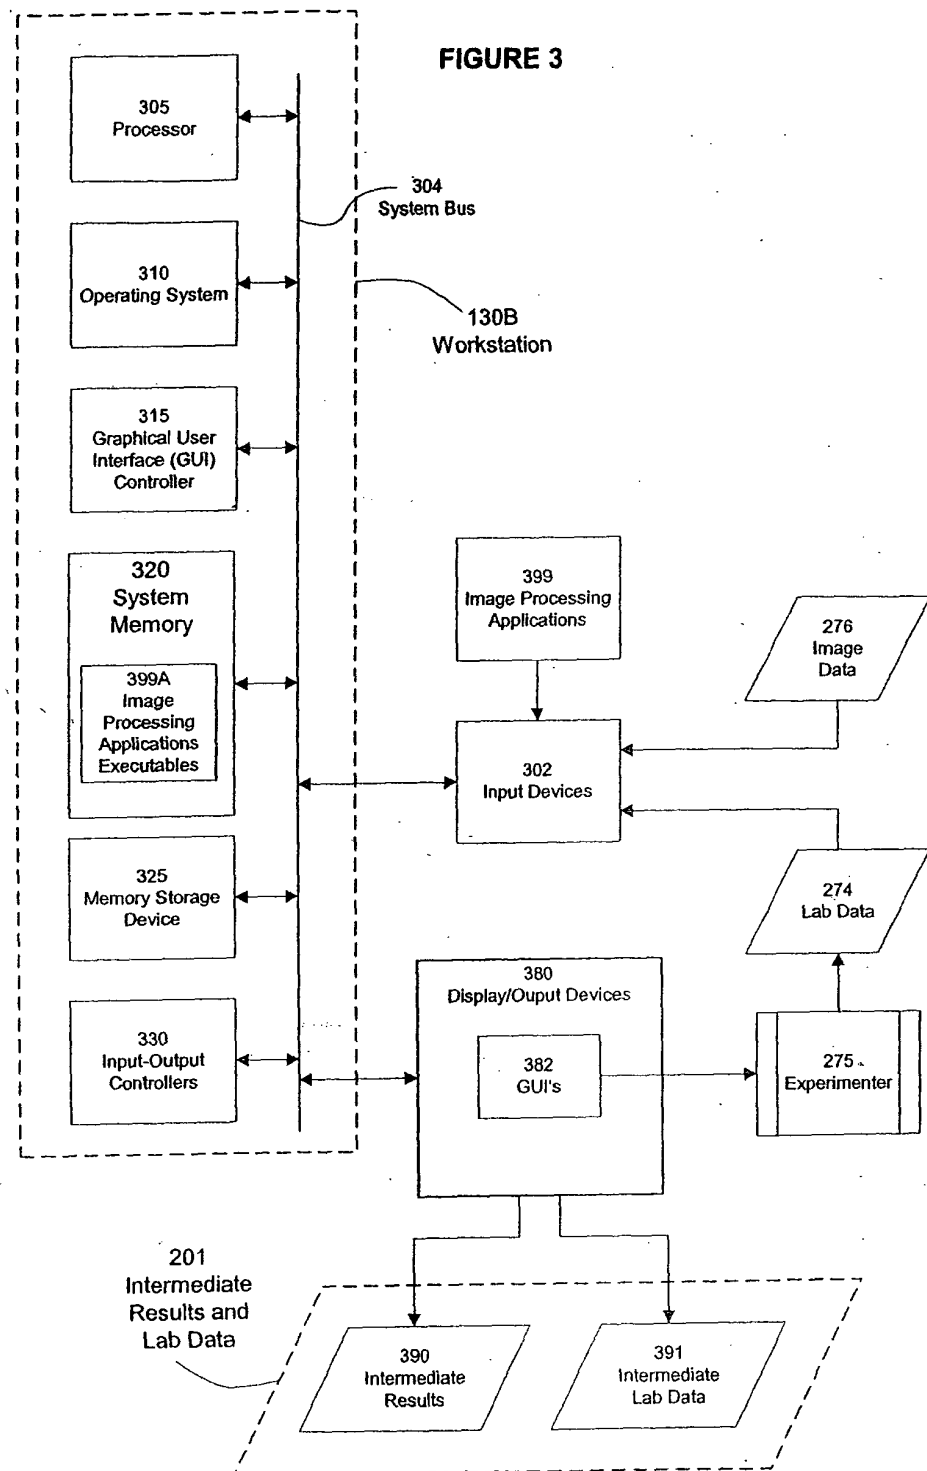 FIGURE 3
305
Processor
304
System Bus
310
Operating System
130B
Workstation
315
Graphical User
Interface (GUI)
Controller
320
System
Memory
399A
Image
Processing
Applications
Executables
399
Image Processing
Applications
276
Image
Data
302
Input Devices
325
Memory Storage
Device
274
Lab Data
380
Display/Ouput Devices
382
GUI's
330
Input-Output
Controllers
275
Experimenter
201
Intermediate
Results and
Lab Data
390
Intermediate
Results
391
Intermediate
Lab Data